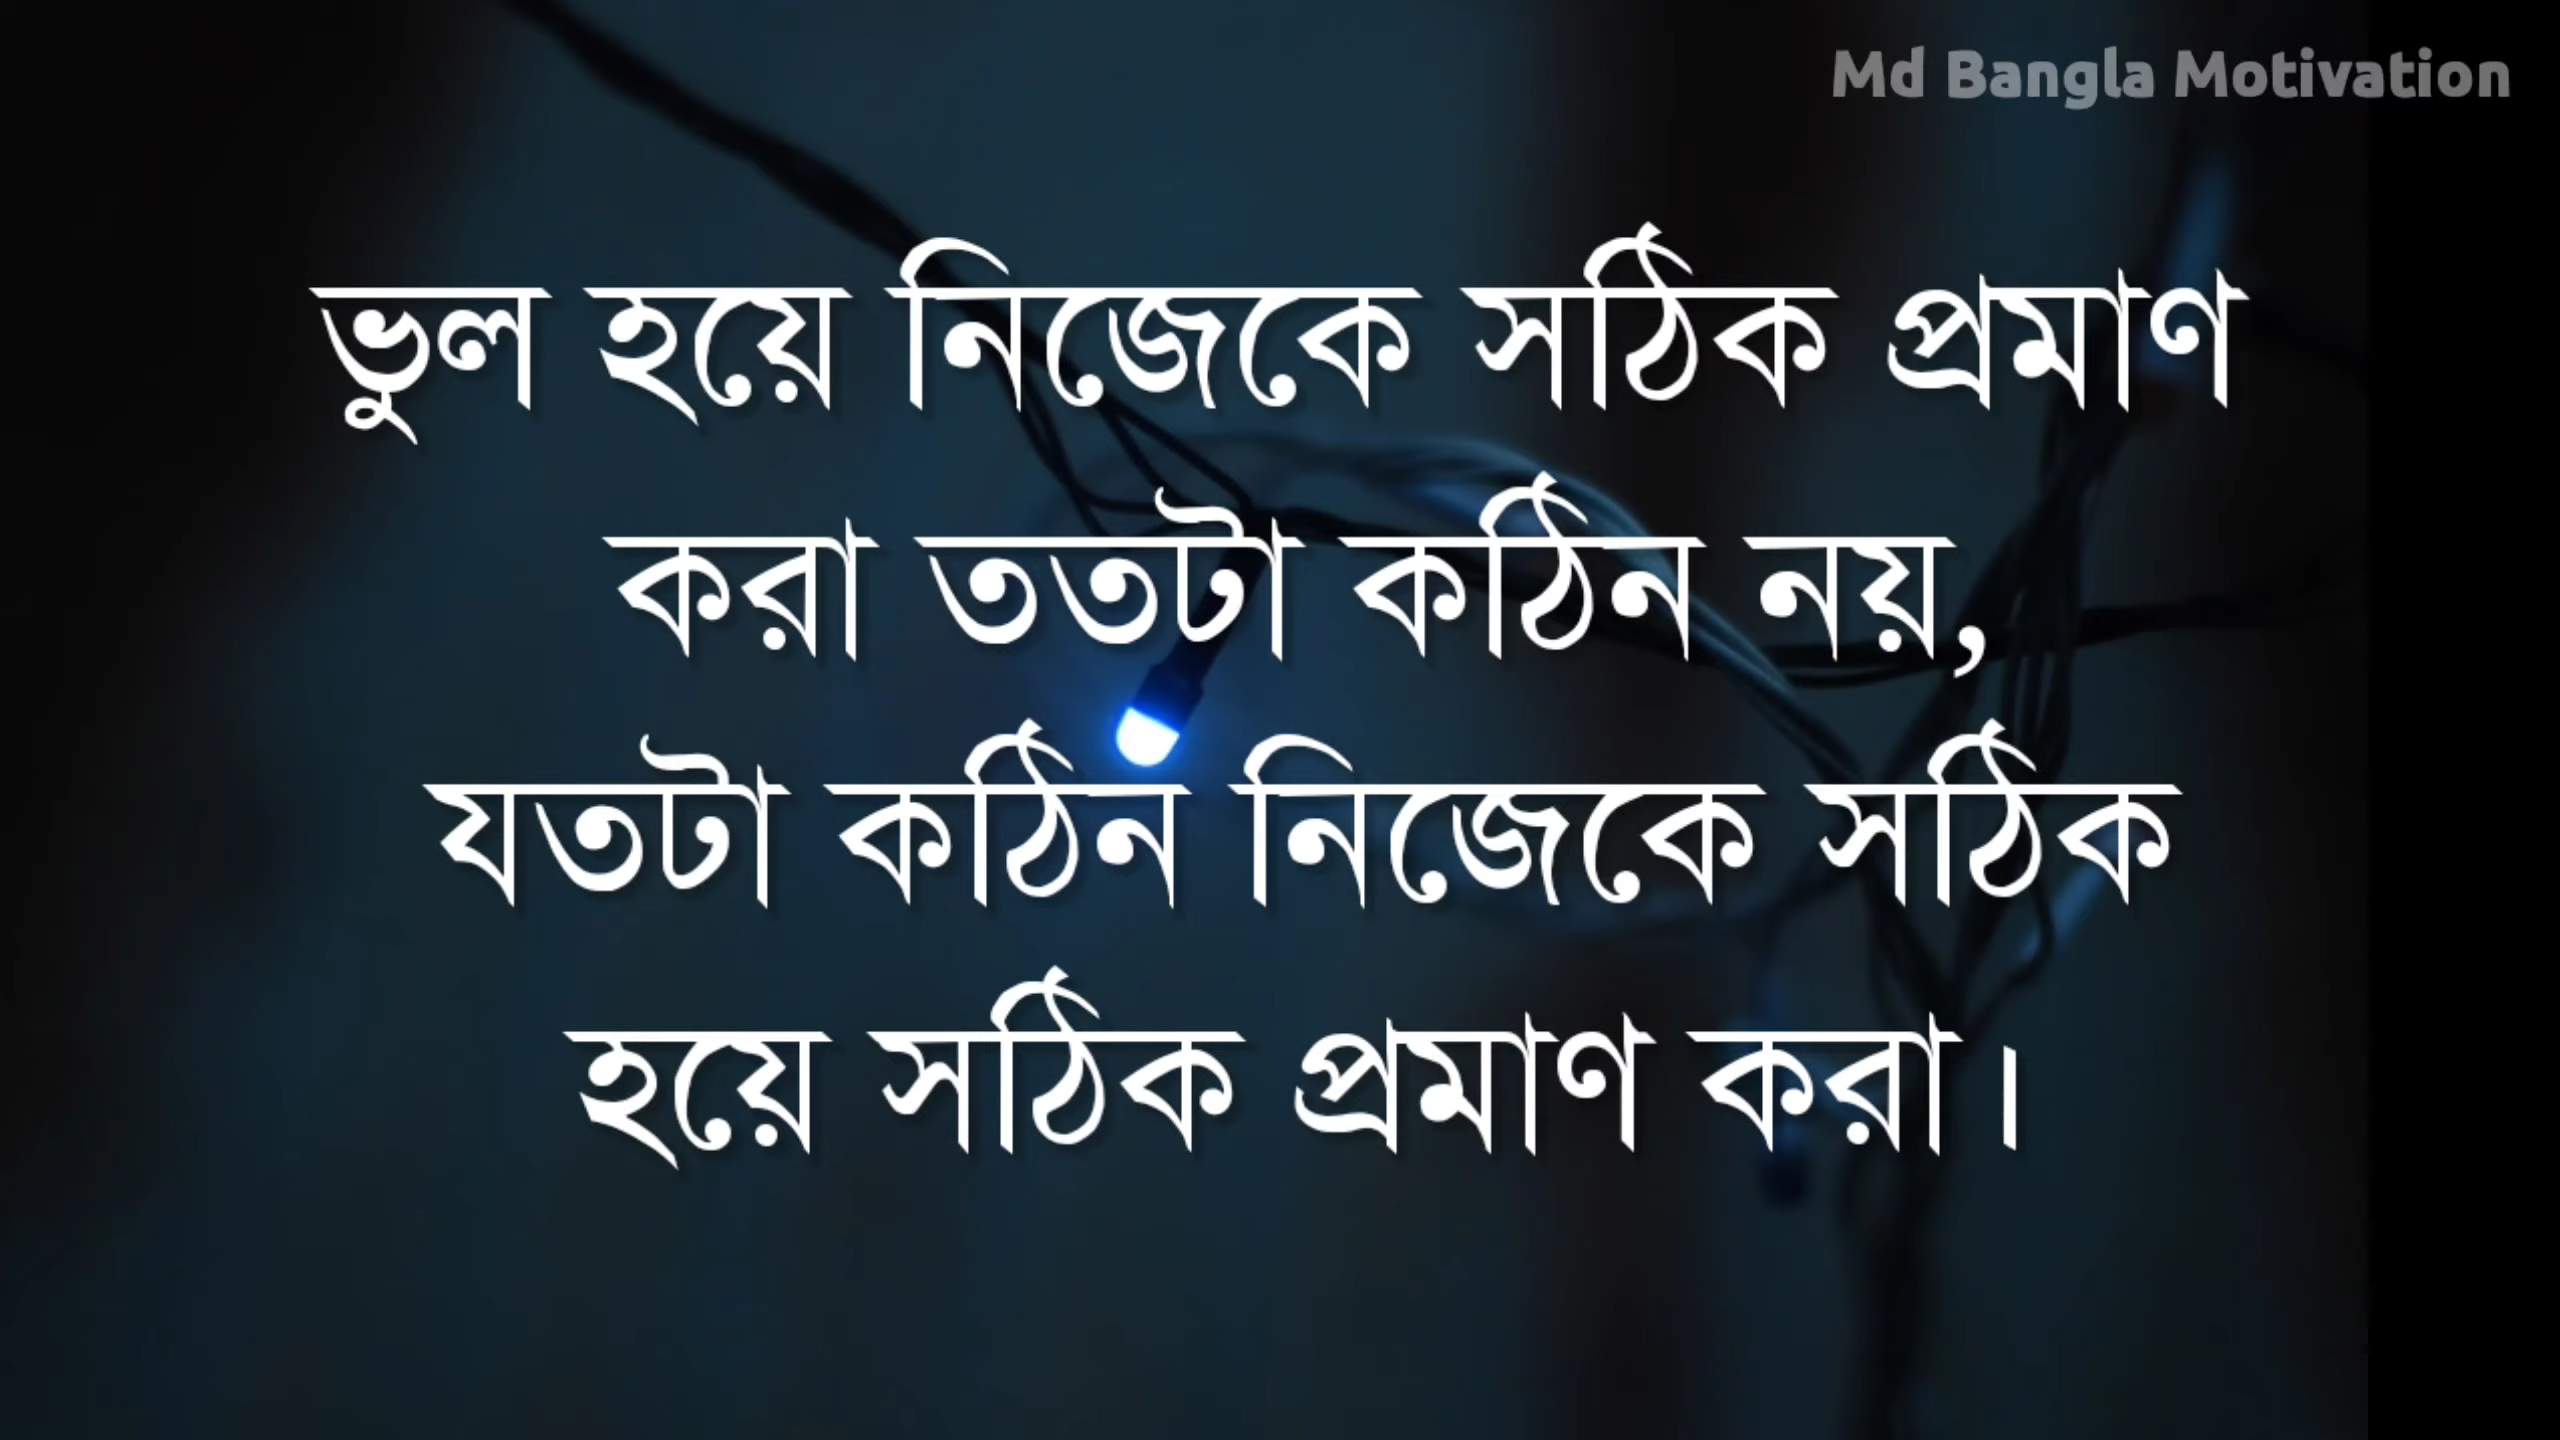 Md Bangla Motivation
ভুল হয়ে নিজেকে সঠিক প্রমাণ
করা ততটা কঠিন নয়,
যতটা কঠিন নিজেকে সঠিক
হয়ে সঠিক প্রমাণ করা।